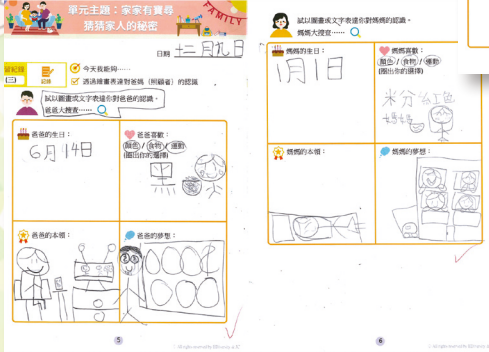 單元主題：家家有寶尋
猜猜家人的秘密
FAMILY
日期 十二月九日
記錄
今天我能夠……
透過繪畫表達對爸媽（照顧者）的認識
試以圖畫或文字表達你對爸爸的認識。
爸爸大搜查……
爸爸的生日：
6月14日
爸爸喜歡：
顏色/食物/運動
(圈出你的選擇)
黑
爸爸的本領：
爸爸的夢想：
5
試以圖畫或文字表達你對媽媽的認識。
媽媽大搜查……
媽媽的生日：
1月1日
媽媽喜歡：
顏色/食物/運動
(圈出你的選擇)
米分紅色
媽媽的本領：
媽媽的夢想：
6